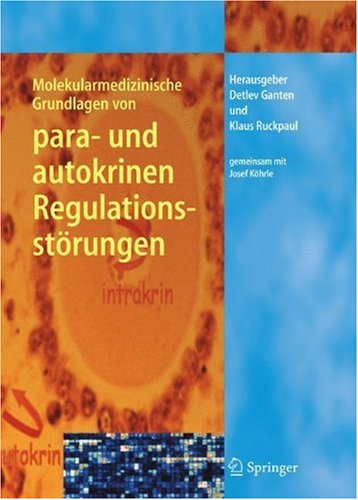 Molekularmedizinische
Grundlagen von
para- und
autokrinen
Regulations-
störungen
Herausgeber
Detlev Ganten
und
Klaus Ruckpaul
gemeinsam mit
Josef Köhrle
intrakrin
utokrin
Springer